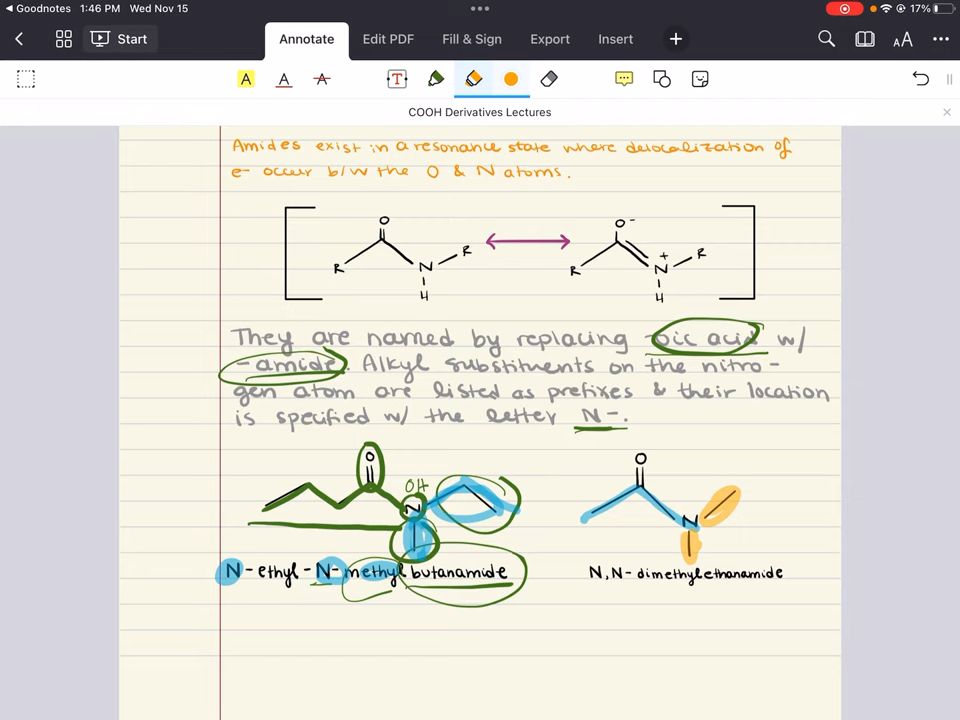 Goodnotes 1:46 PM Wed Nov 15 17%
Start Annotate Edit PDF Fill & Sign Export Insert AA
A A A T
COOH Derivatives Lectures
Amides exist in a resonance state where delocalization of
e- occur b/w the O & N atoms.
O O-
R N R R N+ R
H H
They are named by replacing -oic acid w/
-amide. Alkyl substituents on the nitro-
gen atom are listed as prefixes & their location
is specified w/ the letter N-.
O O
OH
N N
N-ethyl-N-methylbutanamide N,N-dimethylethanamide